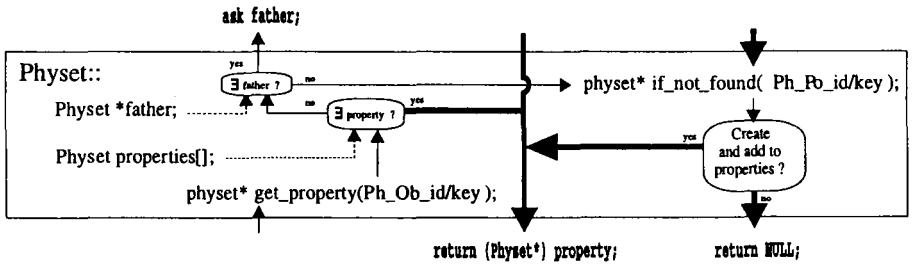 ask father;
Physet::
yes
∃ father ?
no
physet* if_not_found( Ph_Po_id/key );
Physet *father;
no
∃ property ?
yes
yes
Create
and add to
properties ?
Physet properties[];
physet* get_property(Ph_Ob_id/key );
no
return (Physet*) property;
return NULL;